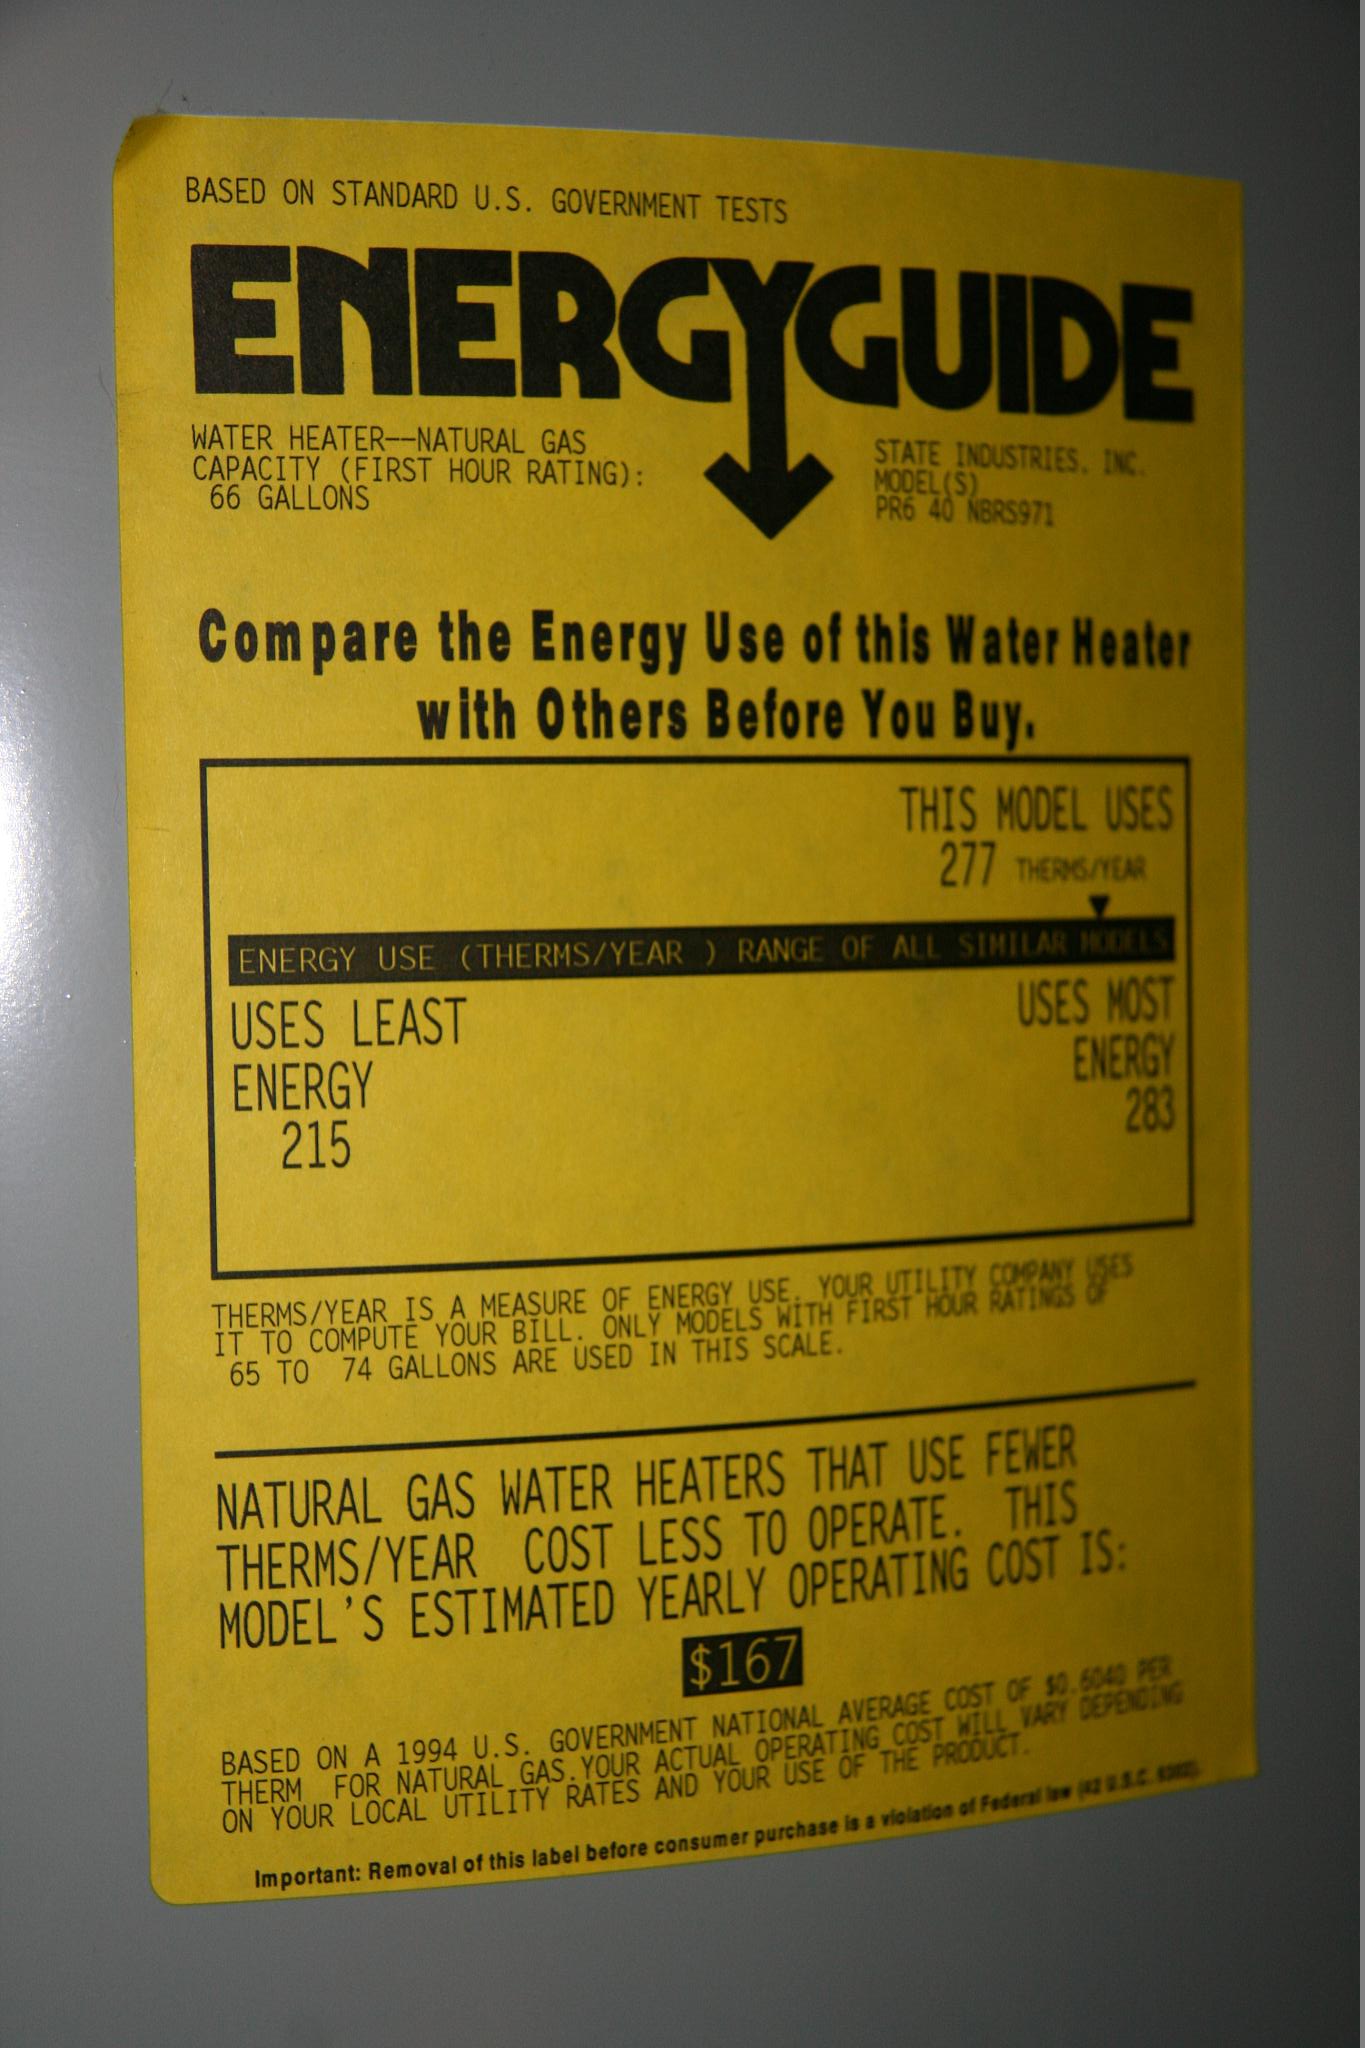 BASED ON STANDARD U.S. GOVERNMENT TESTS
ENERGYGUIDE
WATER HEATER--NATURAL GAS
CAPACITY (FIRST HOUR RATING):
66 GALLONS
STATE INDUSTRIES, INC.
MODEL(S)
PR6 40 NBRS971
Compare the Energy Use of this Water Heater
with Others Before You Buy.
THIS MODEL USES
277 THERMS/YEAR
ENERGY USE (THERMS/YEAR ) RANGE OF ALL SIMILAR MODELS
USES LEAST
ENERGY
215
USES MOST
ENERGY
283
THERMS/YEAR IS A MEASURE OF ENERGY USE. YOUR UTILITY COMPANY USES
IT TO COMPUTE YOUR BILL. ONLY MODELS WITH FIRST HOUR RATINGS OF
65 TO 74 GALLONS ARE USED IN THIS SCALE.
NATURAL GAS WATER HEATERS THAT USE FEWER
THERMS/YEAR COST LESS TO OPERATE. THIS
MODEL'S ESTIMATED YEARLY OPERATING COST IS:
$167
BASED ON A 1994 U.S. GOVERNMENT NATIONAL AVERAGE COST OF $0.6040 PER
THERM FOR NATURAL GAS.YOUR ACTUAL OPERATING COST WILL VARY DEPENDING
ON YOUR LOCAL UTILITY RATES AND YOUR USE OF THE PRODUCT.
Important: Removal of this label before consumer purchase is a violation of Federal law (42 U.S.C. 6302).